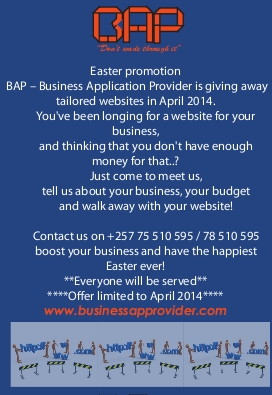 BAP
"Don't wade through it"
Easter promotion
BAP – Business Application Provider is giving away
tailored websites in April 2014.
You've been longing for a website for your
business,
and thinking that you don't have enough
money for that..?
Just come to meet us,
tell us about your business, your budget
and walk away with your website!
Contact us on +257 75 510 595 / 78 510 595
boost your business and have the happiest
Easter ever!
**Everyone will be served**
****Offer limited to April 2014****
www.businessapprovider.com